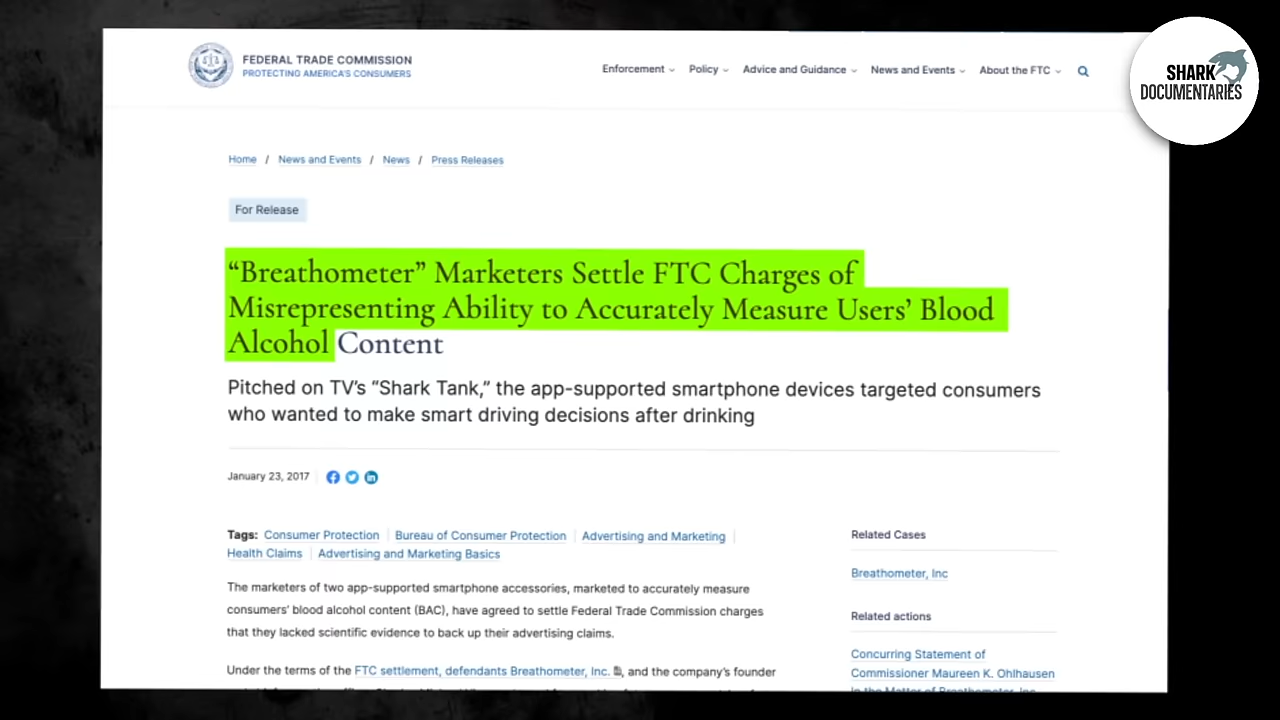 FEDERAL TRADE COMMISSION
PROTECTING AMERICA'S CONSUMERS
Enforcement Policy Advice and Guidance News and Events About the FTC
SHARK
DOCUMENTARIES
Home / News and Events / News / Press Releases
For Release
“Breathometer” Marketers Settle FTC Charges of
Misrepresenting Ability to Accurately Measure Users’ Blood
Alcohol Content
Pitched on TV’s “Shark Tank,” the app-supported smartphone devices targeted consumers
who wanted to make smart driving decisions after drinking
January 23, 2017
Tags: Consumer Protection Bureau of Consumer Protection Advertising and Marketing
Health Claims Advertising and Marketing Basics
The marketers of two app-supported smartphone accessories, marketed to accurately measure
consumers’ blood alcohol content (BAC), have agreed to settle Federal Trade Commission charges
that they lacked scientific evidence to back up their advertising claims.
Under the terms of the FTC settlement, defendants Breathometer, Inc. , and the company’s founder
Related Cases
Breathometer, Inc
Related actions
Concurring Statement of
Commissioner Maureen K. Ohlhausen